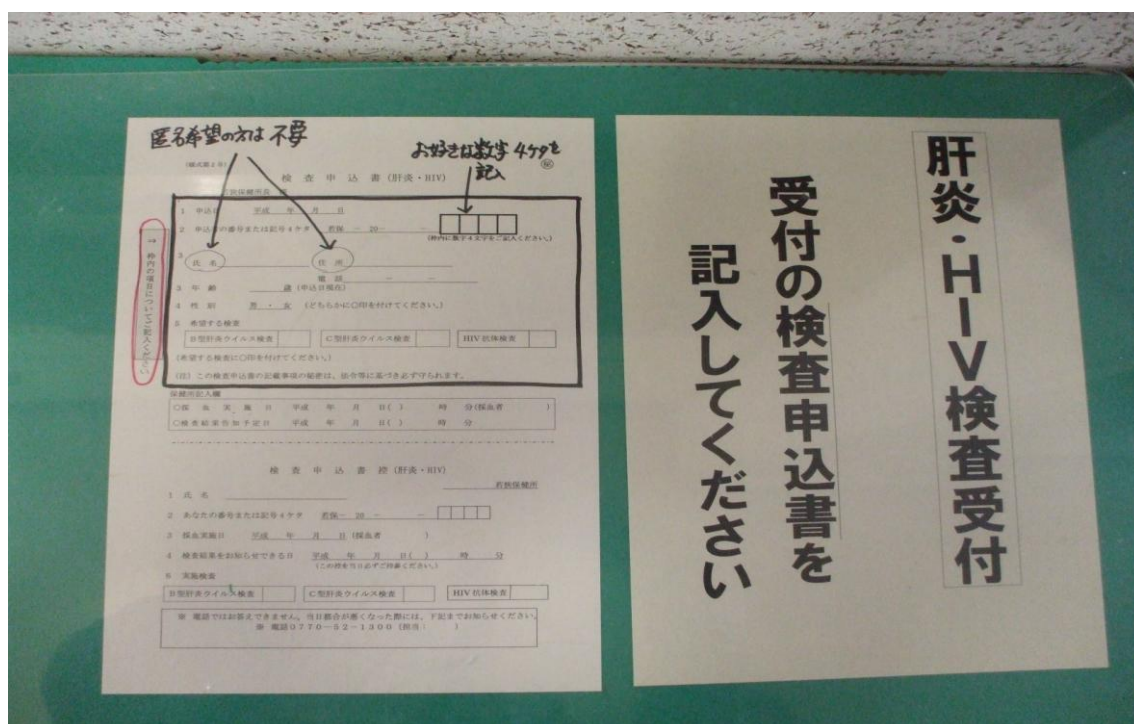 匿名希望の方は不要
お好きな数字4ケタを
記入
(様式第2号)
検 査 申 込 書 (肝炎・HIV)
若狭保健所長 様
⇒ 枠内の項目についてご記入ください
1 申込日 平成 年 月 日
2 申込者の番号または記号4ケタ 若保 - 20- -
(枠内に数字4文字をご記入ください。)
3 氏 名 住 所
電 話 - -
3 年 齢 歳 (申込日現在)
4 性 別 男 ・ 女 (どちらかに○印を付けてください。)
5 希望する検査
B型肝炎ウイルス検査 C型肝炎ウイルス検査 HIV抗体検査
(希望する検査に○印を付けてください。)
(注) この検査申込書の記載事項の秘密は、法令等に基づき必ず守られます。
保健所記入欄
○採 血 実 施 日 平成 年 月 日( ) 時 分(採血者 )
○検査結果告知予定日 平成 年 月 日( ) 時 分
検 査 申 込 書 控 (肝炎・HIV)
若狭保健所
1 氏 名
2 あなたの番号または記号4ケタ 若保- 20 - -
3 採血実施日 平成 年 月 日 (採血者 )
4 検査結果をお知らせできる日 平成 年 月 日( ) 時 分
(この控を当日必ずご持参ください。)
5 実施検査
B型肝炎ウイルス検査 C型肝炎ウイルス検査 HIV抗体検査
※ 電話ではお答えできません。当日都合が悪くなった際には、下記までお知らせください。
※ 電話0770-52-1300 (担当: )
肝炎・HIV検査受付
受付の検査申込書を
記入してください